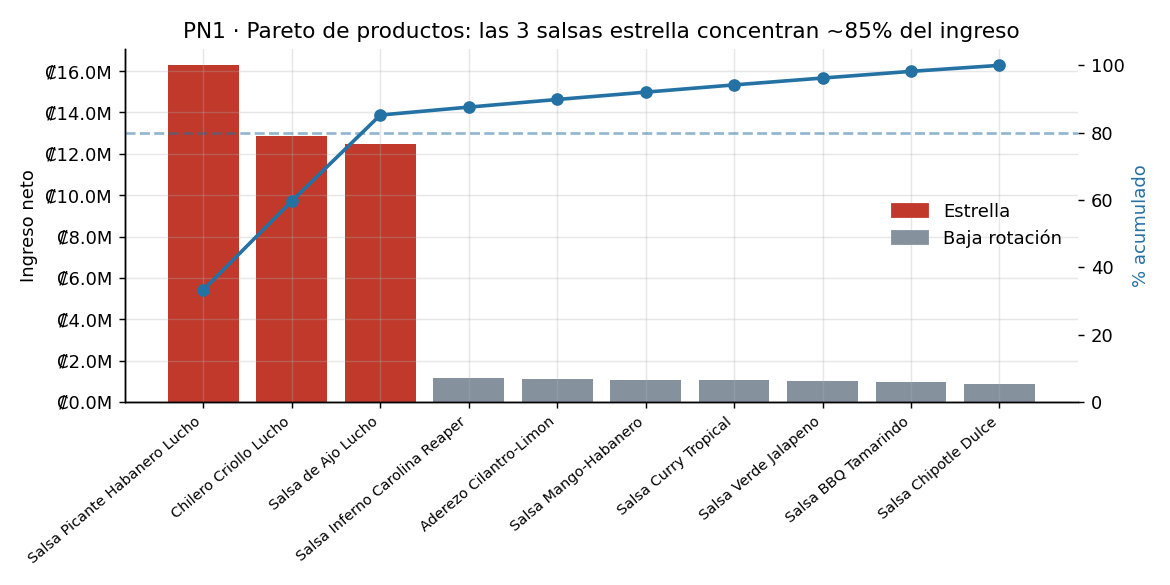 PN1 · Pareto de productos: las 3 salsas estrella concentran ~85% del ingreso
₡16.0M
₡14.0M
₡12.0M
₡10.0M
₡8.0M
₡6.0M
₡4.0M
₡2.0M
₡0.0M
Ingreso neto
100
80
60
40
20
0
% acumulado
Estrella
Baja rotación
Salsa Picante Habanero Lucho
Chilero Criollo Lucho
Salsa de Ajo Lucho
Salsa Inferno Carolina Reaper
Aderezo Cilantro-Limon
Salsa Mango-Habanero
Salsa Curry Tropical
Salsa Verde Jalapeno
Salsa BBQ Tamarindo
Salsa Chipotle Dulce